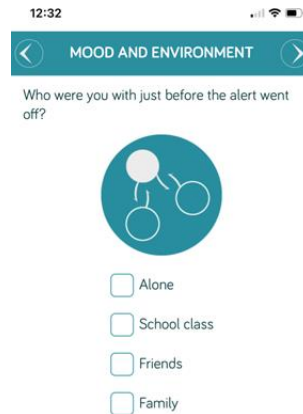 12:32
MOOD AND ENVIRONMENT
Who were you with just before the alert went
off?
Alone
School class
Friends
Family